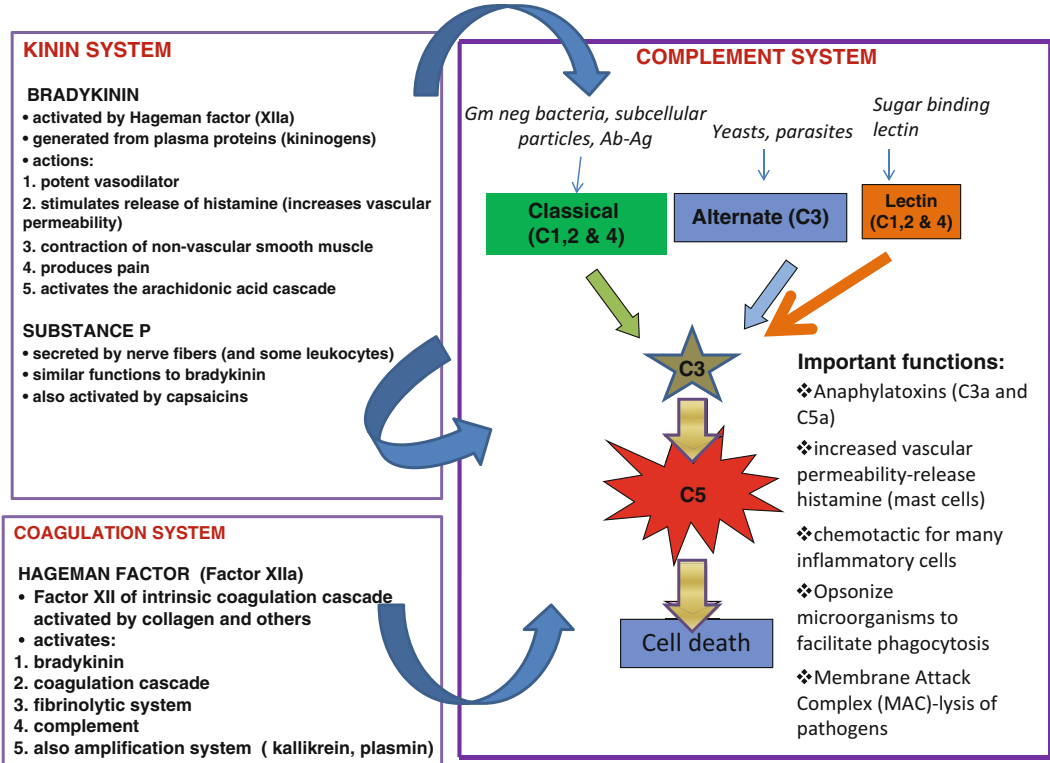 KININ SYSTEM
BRADYKININ
• activated by Hageman factor (XIIa)
• generated from plasma proteins (kininogens)
• actions:
1. potent vasodilator
2. stimulates release of histamine (increases vascular
permeability)
3. contraction of non-vascular smooth muscle
4. produces pain
5. activates the arachidonic acid cascade
SUBSTANCE P
• secreted by nerve fibers (and some leukocytes)
• similar functions to bradykinin
• also activated by capsaicins
COAGULATION SYSTEM
HAGEMAN FACTOR (Factor XIIa)
• Factor XII of intrinsic coagulation cascade
activated by collagen and others
• activates:
1. bradykinin
2. coagulation cascade
3. fibrinolytic system
4. complement
5. also amplification system ( kallikrein, plasmin)
COMPLEMENT SYSTEM
Gm neg bacteria, subcellular
particles, Ab-Ag
Yeasts, parasites
Sugar binding
lectin
Classical
(C1,2 & 4)
Alternate (C3)
Lectin
(C1,2 & 4)
C3
C5
Cell death
Important functions:
❖Anaphylatoxins (C3a and
C5a)
❖increased vascular
permeability-release
histamine (mast cells)
❖chemotactic for many
inflammatory cells
❖Opsonize
microorganisms to
facilitate phagocytosis
❖Membrane Attack
Complex (MAC)-lysis of
pathogens